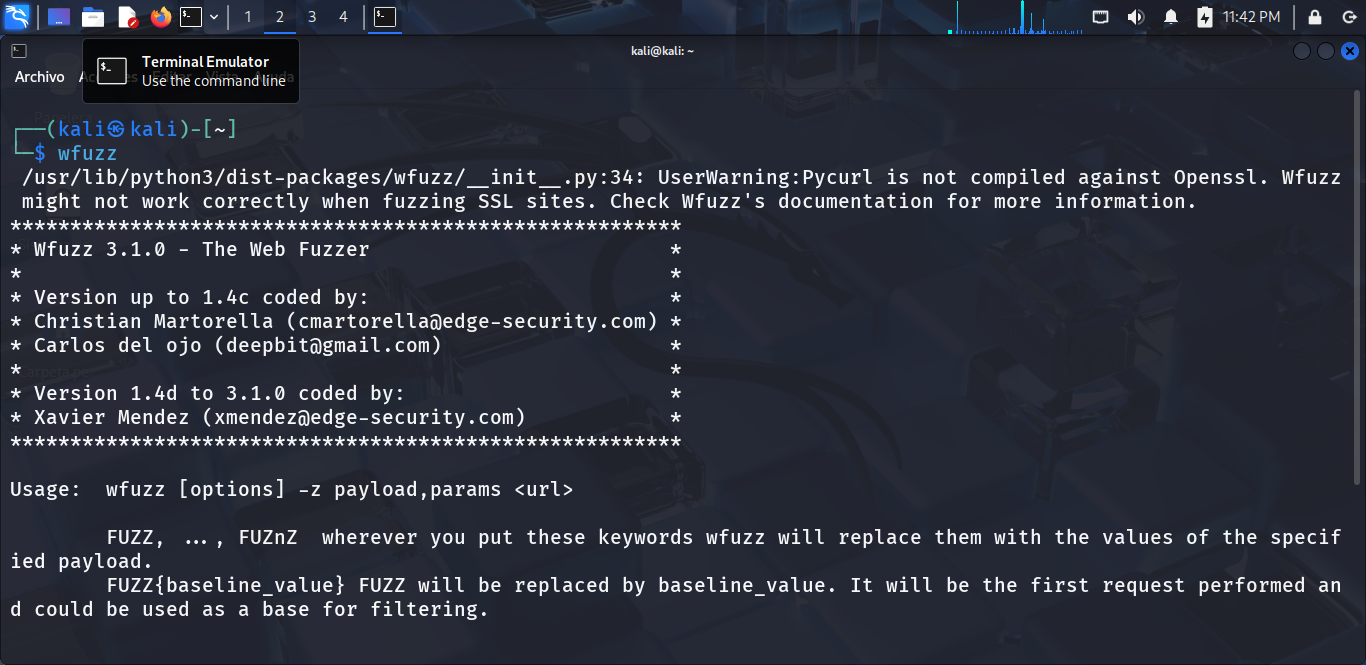 1 2 3 4 11:42 PM
kali@kali: ~
Terminal Emulator
Archivo
Use the command line
(kali㉿kali)-[~]
$ wfuzz
/usr/lib/python3/dist-packages/wfuzz/__init__.py:34: UserWarning:Pycurl is not compiled against Openssl. Wfuzz
might not work correctly when fuzzing SSL sites. Check Wfuzz's documentation for more information.
********************************************************
* Wfuzz 3.1.0 - The Web Fuzzer                         *
*                                                      *
* Version up to 1.4c coded by:                         *
* Christian Martorella (cmartorella@edge-security.com) *
* Carlos del ojo (deepbit@gmail.com)                   *
*                                                      *
* Version 1.4d to 3.1.0 coded by:                      *
* Xavier Mendez (xmendez@edge-security.com)            *
********************************************************
Usage:  wfuzz [options] -z payload,params <url>
FUZZ, ..., FUZnZ  wherever you put these keywords wfuzz will replace them with the values of the specif
ied payload.
FUZZ{baseline_value} FUZZ will be replaced by baseline_value. It will be the first request performed an
d could be used as a base for filtering.